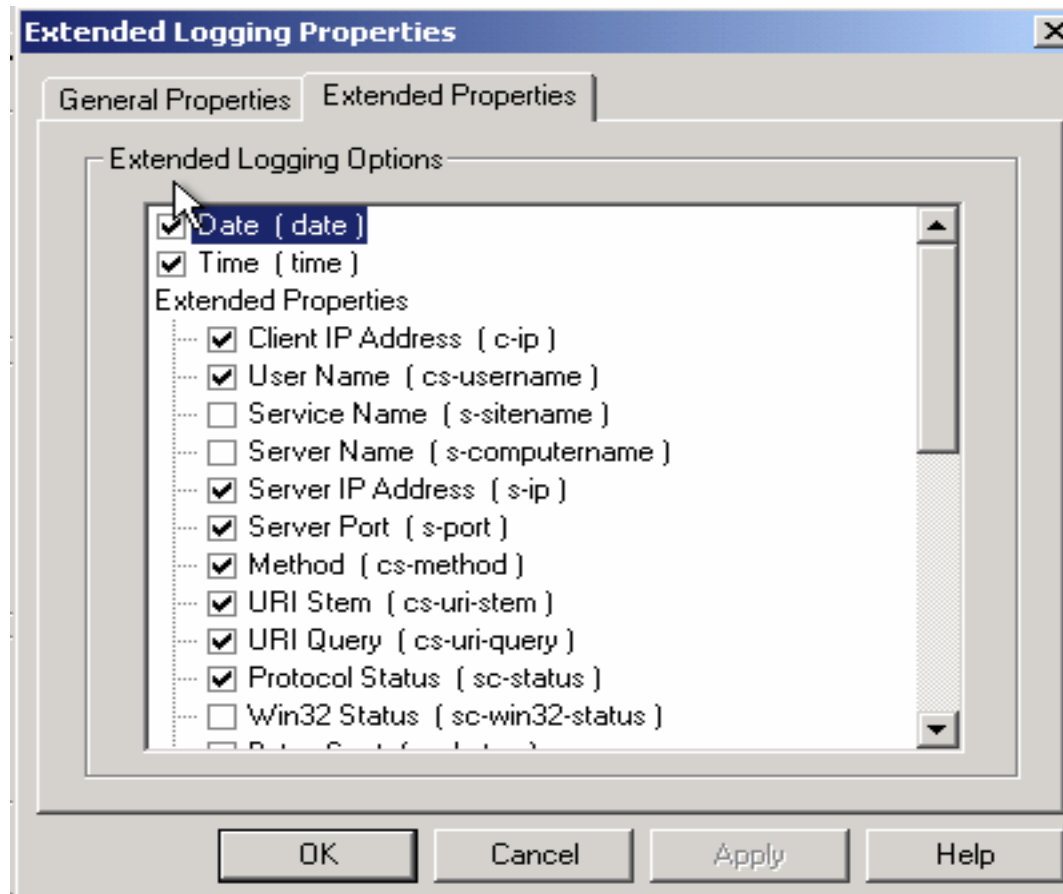 Extended Logging Properties
General Properties
Extended Properties
Extended Logging Options
Date ( date )
Time ( time )
Extended Properties
Client IP Address ( c-ip )
User Name ( cs-username )
Service Name ( s-sitename )
Server Name ( s-computername )
Server IP Address ( s-ip )
Server Port ( s-port )
Method ( cs-method )
URI Stem ( cs-uri-stem )
URI Query ( cs-uri-query )
Protocol Status ( sc-status )
Win32 Status ( sc-win32-status )
OK
Cancel
Apply
Help